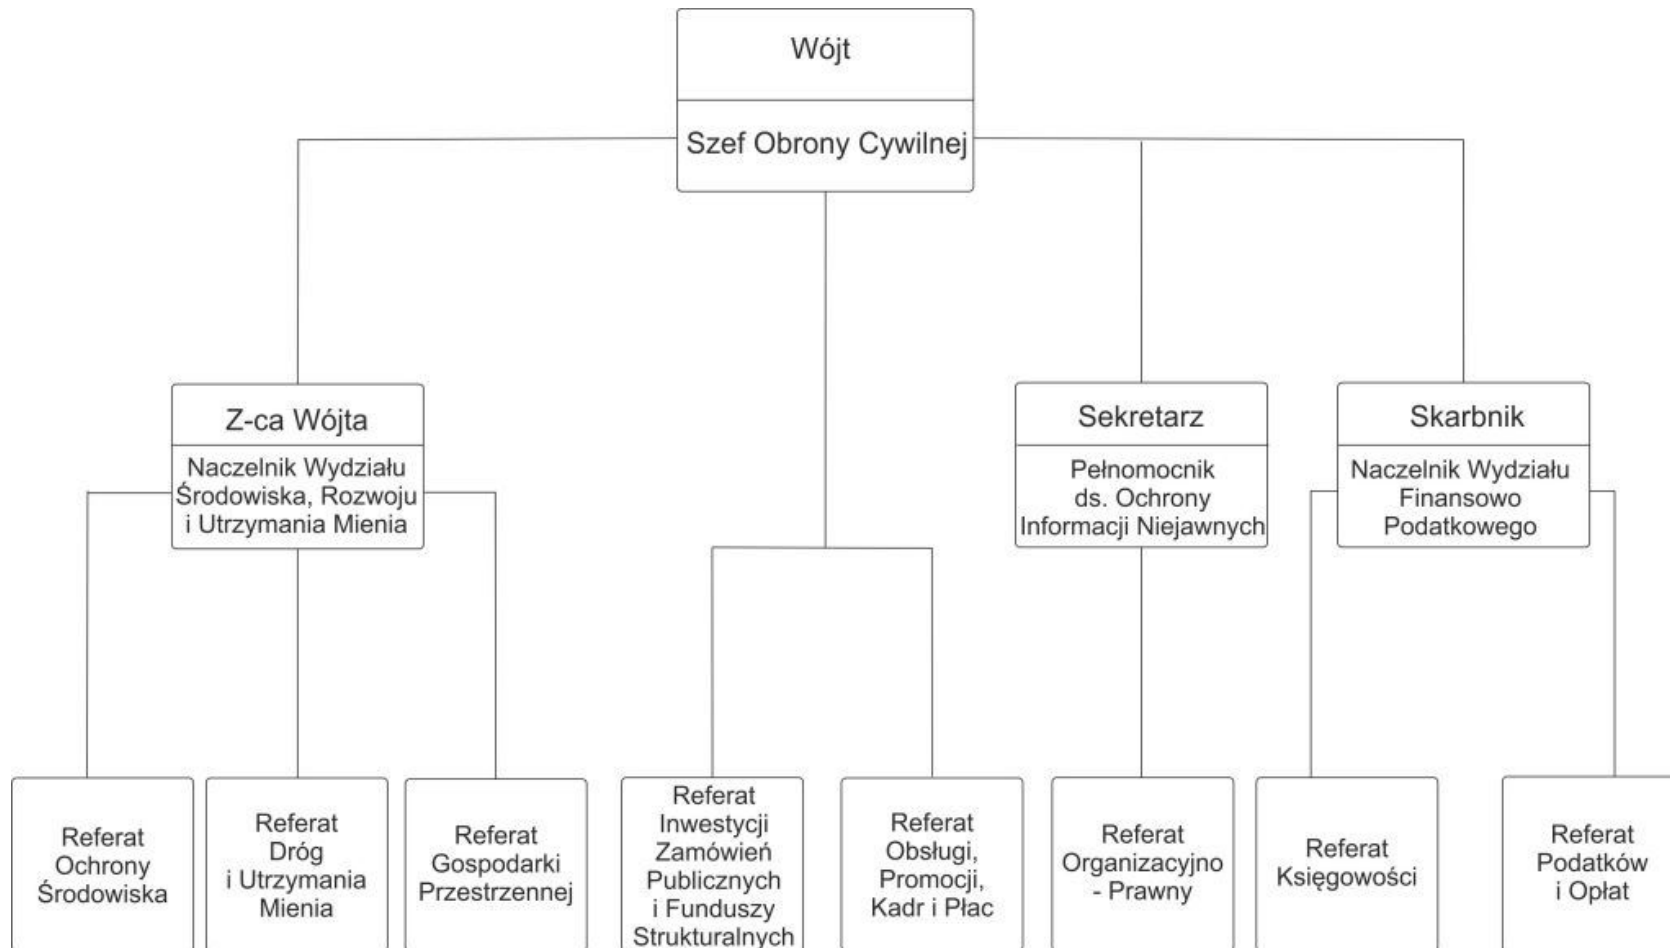 Wójt
Szef Obrony Cywilnej
Z-ca Wójta
Naczelnik Wydziału
Środowiska, Rozwoju
i Utrzymania Mienia
Sekretarz
Pełnomocnik
ds. Ochrony
Informacji Niejawnych
Skarbnik
Naczelnik Wydziału
Finansowo
Podatkowego
Referat
Ochrony
Środowiska
Referat
Dróg
i Utrzymania
Mienia
Referat
Gospodarki
Przestrzennej
Referat
Inwestycji
Zamówień
Publicznych
i Funduszy
Strukturalnych
Referat
Obsługi,
Promocji,
Kadr i Płac
Referat
Organizacyjno
- Prawny
Referat
Księgowości
Referat
Podatków
i Opłat